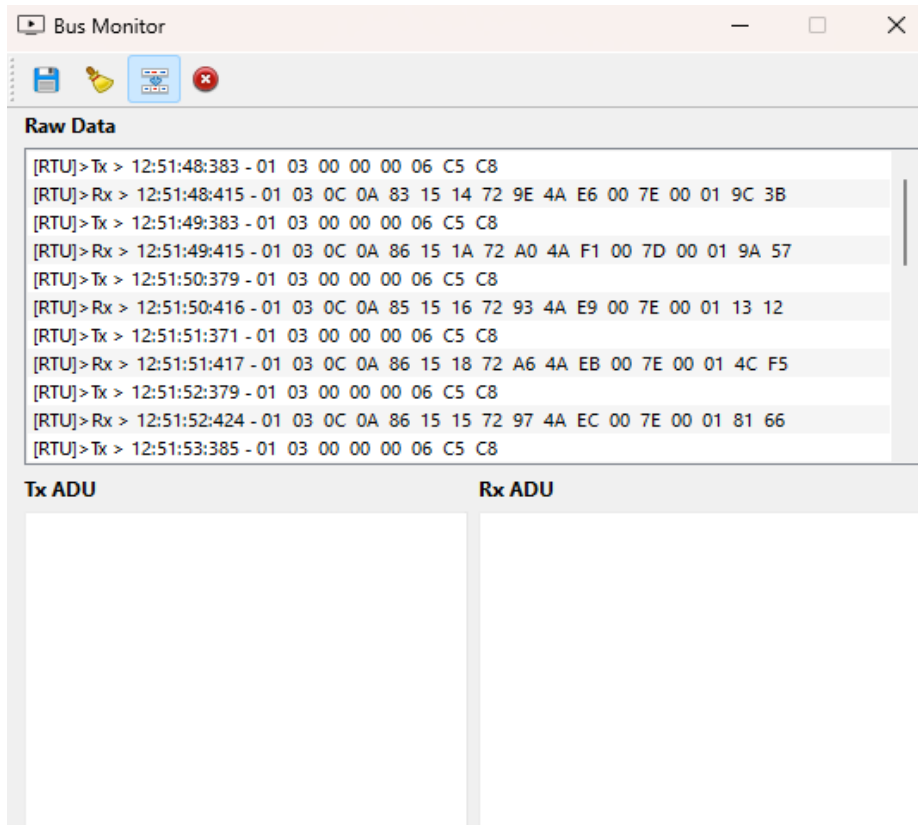 Bus Monitor
Raw Data
[RTU]>Tx > 12:51:48:383 - 01 03 00 00 00 06 C5 C8
[RTU]>Rx > 12:51:48:415 - 01 03 0C 0A 83 15 14 72 9E 4A E6 00 7E 00 01 9C 3B
[RTU]>Tx > 12:51:49:383 - 01 03 00 00 00 06 C5 C8
[RTU]>Rx > 12:51:49:415 - 01 03 0C 0A 86 15 1A 72 A0 4A F1 00 7D 00 01 9A 57
[RTU]>Tx > 12:51:50:379 - 01 03 00 00 00 06 C5 C8
[RTU]>Rx > 12:51:50:416 - 01 03 0C 0A 85 15 16 72 93 4A E9 00 7E 00 01 13 12
[RTU]>Tx > 12:51:51:371 - 01 03 00 00 00 06 C5 C8
[RTU]>Rx > 12:51:51:417 - 01 03 0C 0A 86 15 18 72 A6 4A EB 00 7E 00 01 4C F5
[RTU]>Tx > 12:51:52:379 - 01 03 00 00 00 06 C5 C8
[RTU]>Rx > 12:51:52:424 - 01 03 0C 0A 86 15 15 72 97 4A EC 00 7E 00 01 81 66
[RTU]>Tx > 12:51:53:385 - 01 03 00 00 00 06 C5 C8
Tx ADU
Rx ADU